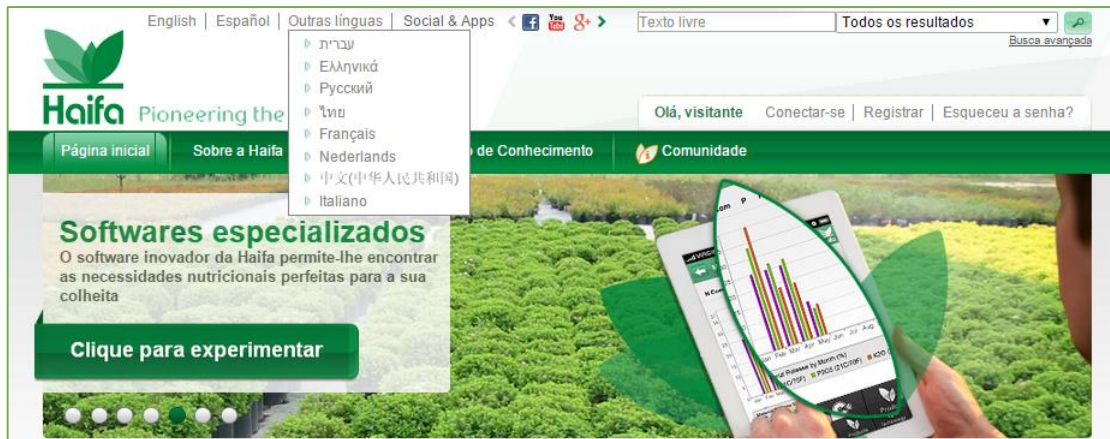 English | Español | Outras línguas | Social & Apps
Texto livre
Todos os resultados
Busca avançada
עברית
Ελληνικά
Русский
ไทย
Français
Nederlands
中文(中华人民共和国)
Italiano
Haifa
Pioneering the
Olá, visitante Conectar-se | Registrar | Esqueceu a senha?
Página inicial Sobre a Haifa de Conhecimento Comunidade
Softwares especializados
O software inovador da Haifa permite-lhe encontrar
as necessidades nutricionais perfeitas para a sua
colheita
Clique para experimentar